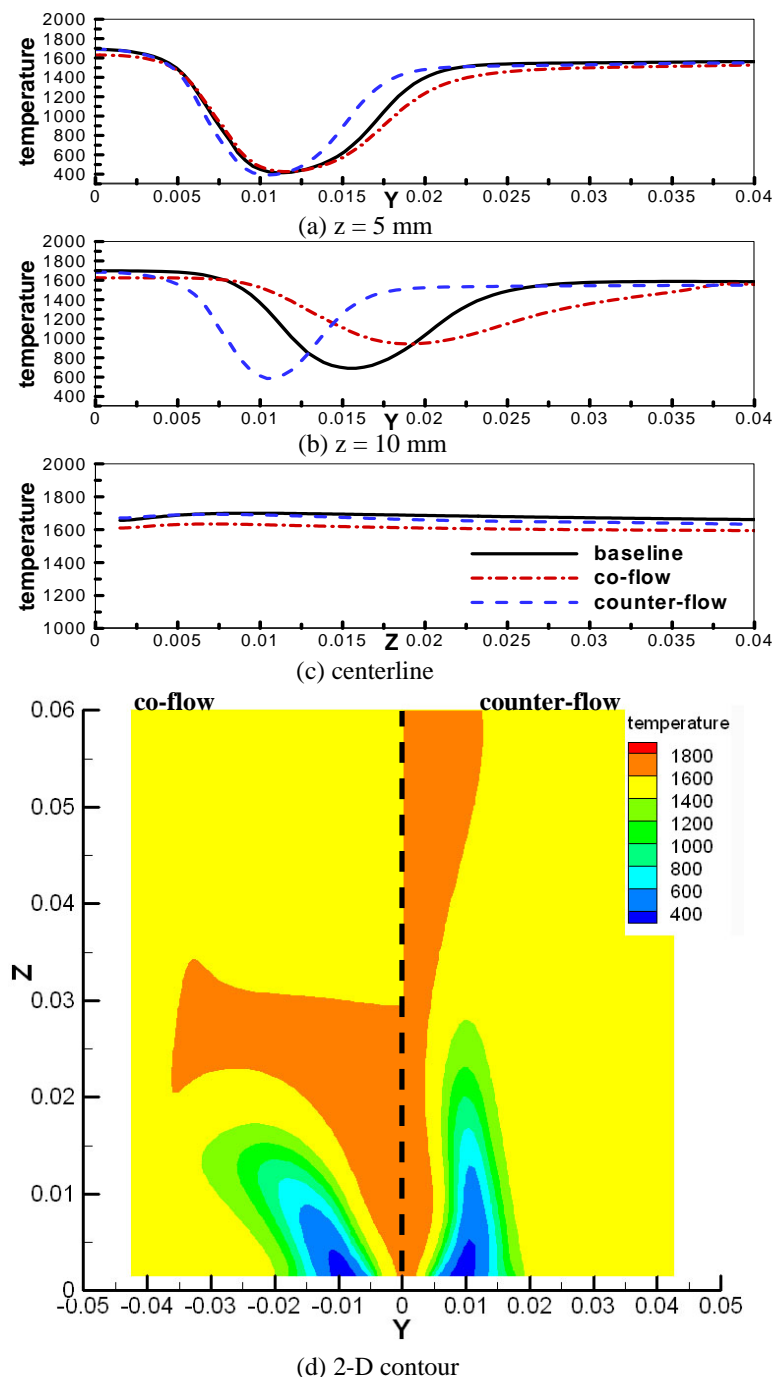 temperature
2000
1800
1600
1400
1200
1000
800
600
400
0 0.005 0.01 0.015 0.02 0.025 0.03 0.035 0.04
Y
(a) z = 5 mm
temperature
2000
1800
1600
1400
1200
1000
800
600
400
0 0.005 0.01 0.015 0.02 0.025 0.03 0.035 0.04
Y
(b) z = 10 mm
temperature
2000
1800
1600
1400
1200
1000
0 0.005 0.01 0.015 0.02 0.025 0.03 0.035 0.04
Z
baseline
co-flow
counter-flow
(c) centerline
co-flow counter-flow
temperature
1800
1600
1400
1200
1000
800
600
400
Z
0.06
0.05
0.04
0.03
0.02
0.01
0
-0.05 -0.04 -0.03 -0.02 -0.01 0 0.01 0.02 0.03 0.04 0.05
Y
(d) 2-D contour